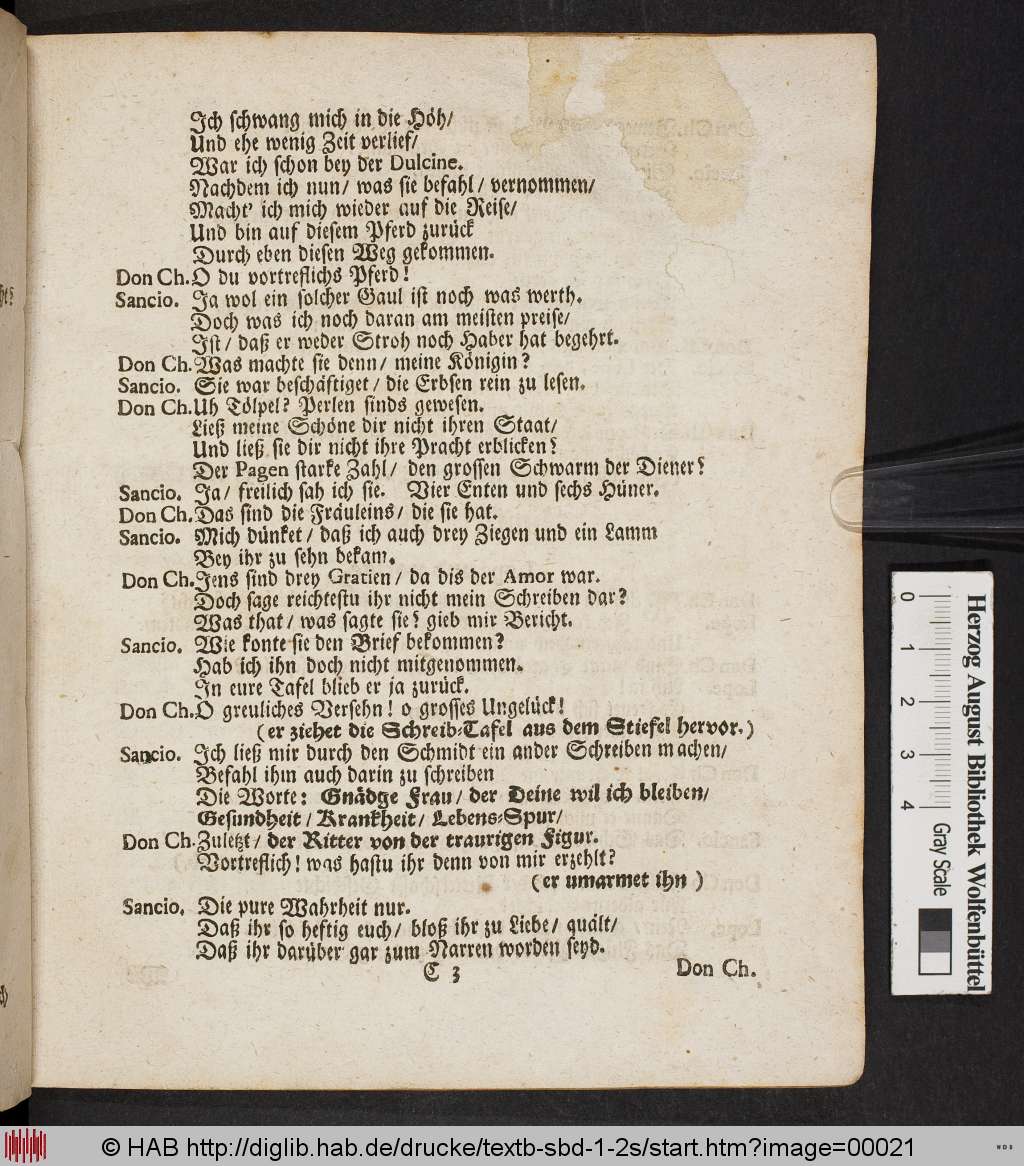 Ich schwang mich in die Höh/
Und ehe wenig Zeit verlief/
War ich schon bey der Dulcine.
Nachdem ich nun/ was sie befahl/ vernommen/
Macht' ich mich wieder auf die Reise/
Und bin auf diesem Pferd zurück
Durch eben diesen Weg gekommen.
Don Ch. O du vortreflichs Pferd!
Sancio. Ja wol ein solcher Gaul ist noch was werth.
Doch was ich noch daran am meisten preise/
Ist/ daß er weder Stroh noch Haber hat begehrt.
Don Ch. Was machte sie denn/ meine Königin?
Sancio. Sie war beschäftiget/ die Erbsen rein zu lesen.
Don Ch. Uh Tölpel? Perlen sinds gewesen.
Ließ meine Schöne dir nicht ihren Staat/
Und ließ sie dir nicht ihre Pracht erblicken?
Der Pagen starke Zahl/ den grossen Schwarm der Diener?
Sancio. Ja/ freilich sah ich sie. Vier Enten und sechs Hüner.
Don Ch. Das sind die Fräuleins/ die sie hat.
Sancio. Mich dünket/ daß ich auch drey Ziegen und ein Lamm
Bey ihr zu sehn bekam.
Don Ch. Jens sind drey Gratien/ da dis der Amor war.
Doch sage reichtestu ihr nicht mein Schreiben dar?
Was that/ was sagte sie? gieb mir Bericht.
Sancio. Wie konte sie den Brief bekommen?
Hab ich ihn doch nicht mitgenommen.
In eure Tafel blieb er ja zurück.
Don Ch. O greuliches Versehn! o grosses Ungelück!
(er ziehet die Schreib-Tafel aus dem Stiefel hervor.)
Sancio. Ich ließ mir durch den Schmidt ein ander Schreiben machen/
Befahl ihm auch darin zu schreiben
Die Worte: Gnädge Frau/ der Deine wil ich bleiben/
Gesundheit/ Krankheit/ Lebens-Spur/
Don Ch. Zuletzt/ der Ritter von der traurigen Figur.
Vortreflich! was hastu ihr denn von mir erzehlt?
(er umarmet ihn)
Sancio. Die pure Wahrheit nur.
Daß ihr so heftig euch/ bloß ihr zu Liebe/ quält/
Daß ihr darüber gar zum Narren worden seyd.
C 3 Don Ch.
0 1 2 3 4 Gray Scale
Herzog August Bibliothek Wolfenbüttel
© HAB http://diglib.hab.de/drucke/textb-sbd-1-2s/start.htm?image=00021